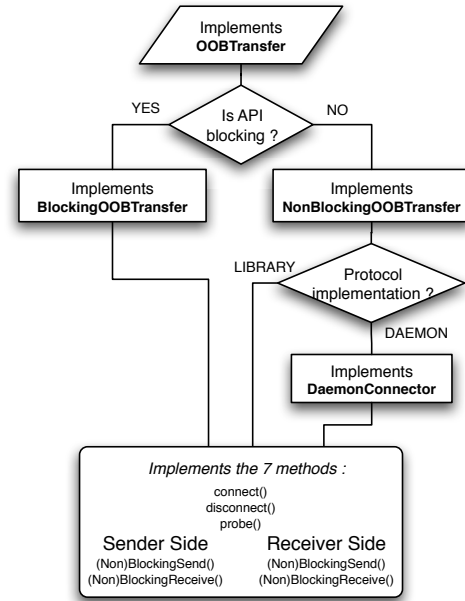 Implements
OOBTransfer
Is API
blocking ?
YES
NO
Implements
BlockingOOBTransfer
Implements
NonBlockingOOBTransfer
LIBRARY
Protocol
implementation ?
DAEMON
Implements
DaemonConnector
Implements the 7 methods :
connect()
disconnect()
probe()
Sender Side
(Non)BlockingSend()
(Non)BlockingReceive()
Receiver Side
(Non)BlockingSend()
(Non)BlockingReceive()